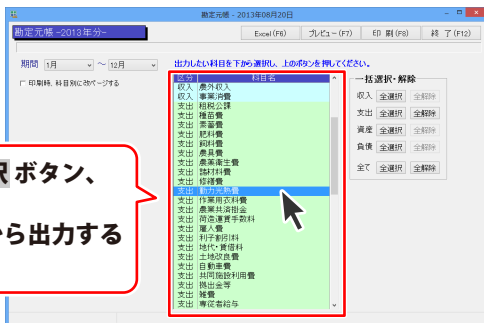 勘定元帳 - 2013年08月20日
勘定元帳 -2013年分-
Excel(F6)
プレビュー(F7)
印 刷(F8)
終 了(F12)
期間 1月 ～ 12月
出力したい科目を下から選択し、上のボタンを押してください。
印刷時、科目別に改ページする
区分 科目名
収入 農外収入
収入 事業消費
支出 租税公課
支出 種苗費
支出 素畜費
支出 肥料費
支出 飼料費
支出 農具費
支出 農薬衛生費
支出 諸材料費
支出 修繕費
支出 動力光熱費
支出 作業用衣料費
支出 農業共済掛金
支出 荷造運賃手数料
支出 雇人費
支出 利子割引料
支出 地代・賃借料
支出 土地改良費
支出 自動車費
支出 共同施設利用費
支出 拠出金等
支出 雑費
支出 専従者給与
一括選択・解除
収入 全選択 全解除
支出 全選択 全解除
資産 全選択 全解除
負債 全選択 全解除
全て 全選択 全解除
択 ボタン、
から出力する